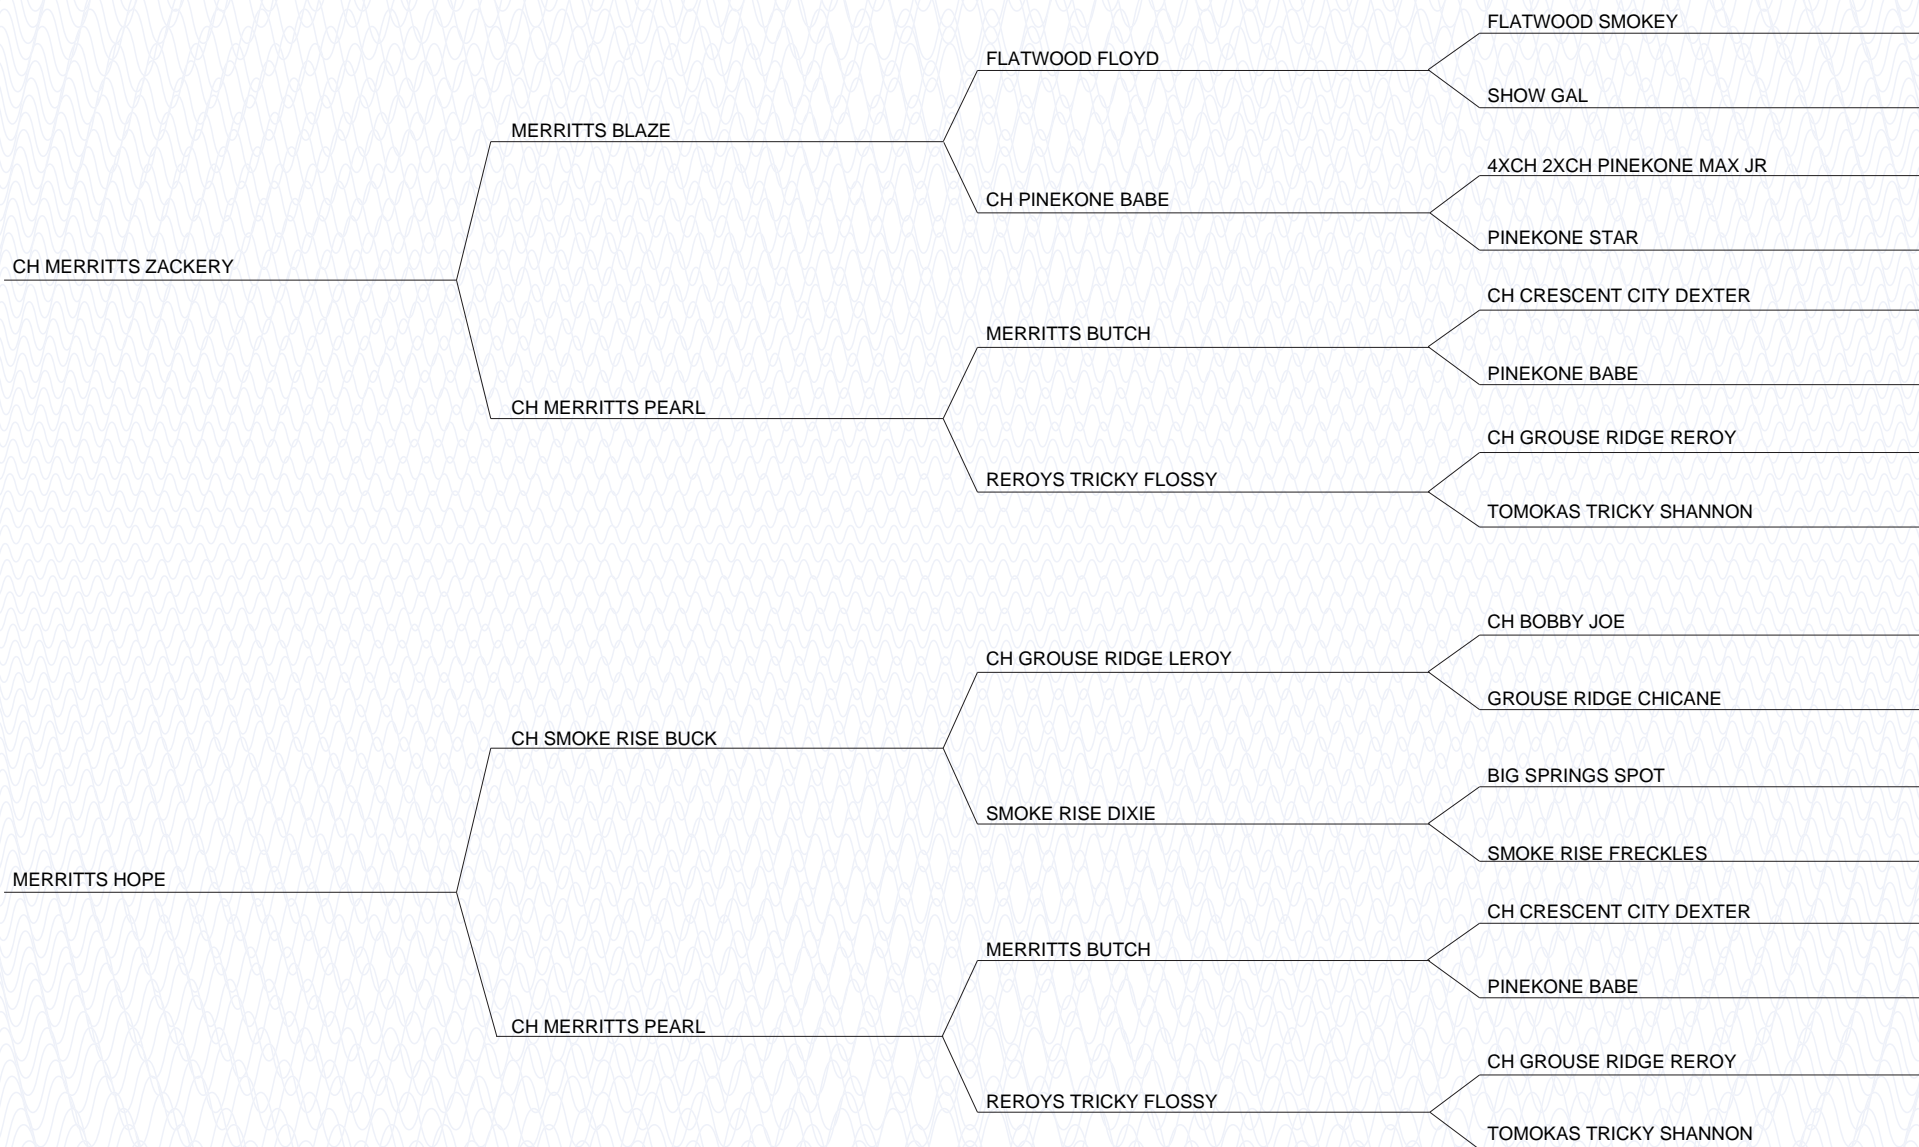 FLATWOOD SMOKEY
FLATWOOD FLOYD
SHOW GAL
MERRITTS BLAZE
4XCH 2XCH PINEKONE MAX JR
CH PINEKONE BABE
PINEKONE STAR
CH MERRITTS ZACKERY
CH CRESCENT CITY DEXTER
MERRITTS BUTCH
PINEKONE BABE
CH MERRITTS PEARL
CH GROUSE RIDGE REROY
REROYS TRICKY FLOSSY
TOMOKAS TRICKY SHANNON
CH BOBBY JOE
CH GROUSE RIDGE LEROY
GROUSE RIDGE CHICANE
CH SMOKE RISE BUCK
BIG SPRINGS SPOT
SMOKE RISE DIXIE
SMOKE RISE FRECKLES
MERRITTS HOPE
CH CRESCENT CITY DEXTER
MERRITTS BUTCH
PINEKONE BABE
CH MERRITTS PEARL
CH GROUSE RIDGE REROY
REROYS TRICKY FLOSSY
TOMOKAS TRICKY SHANNON